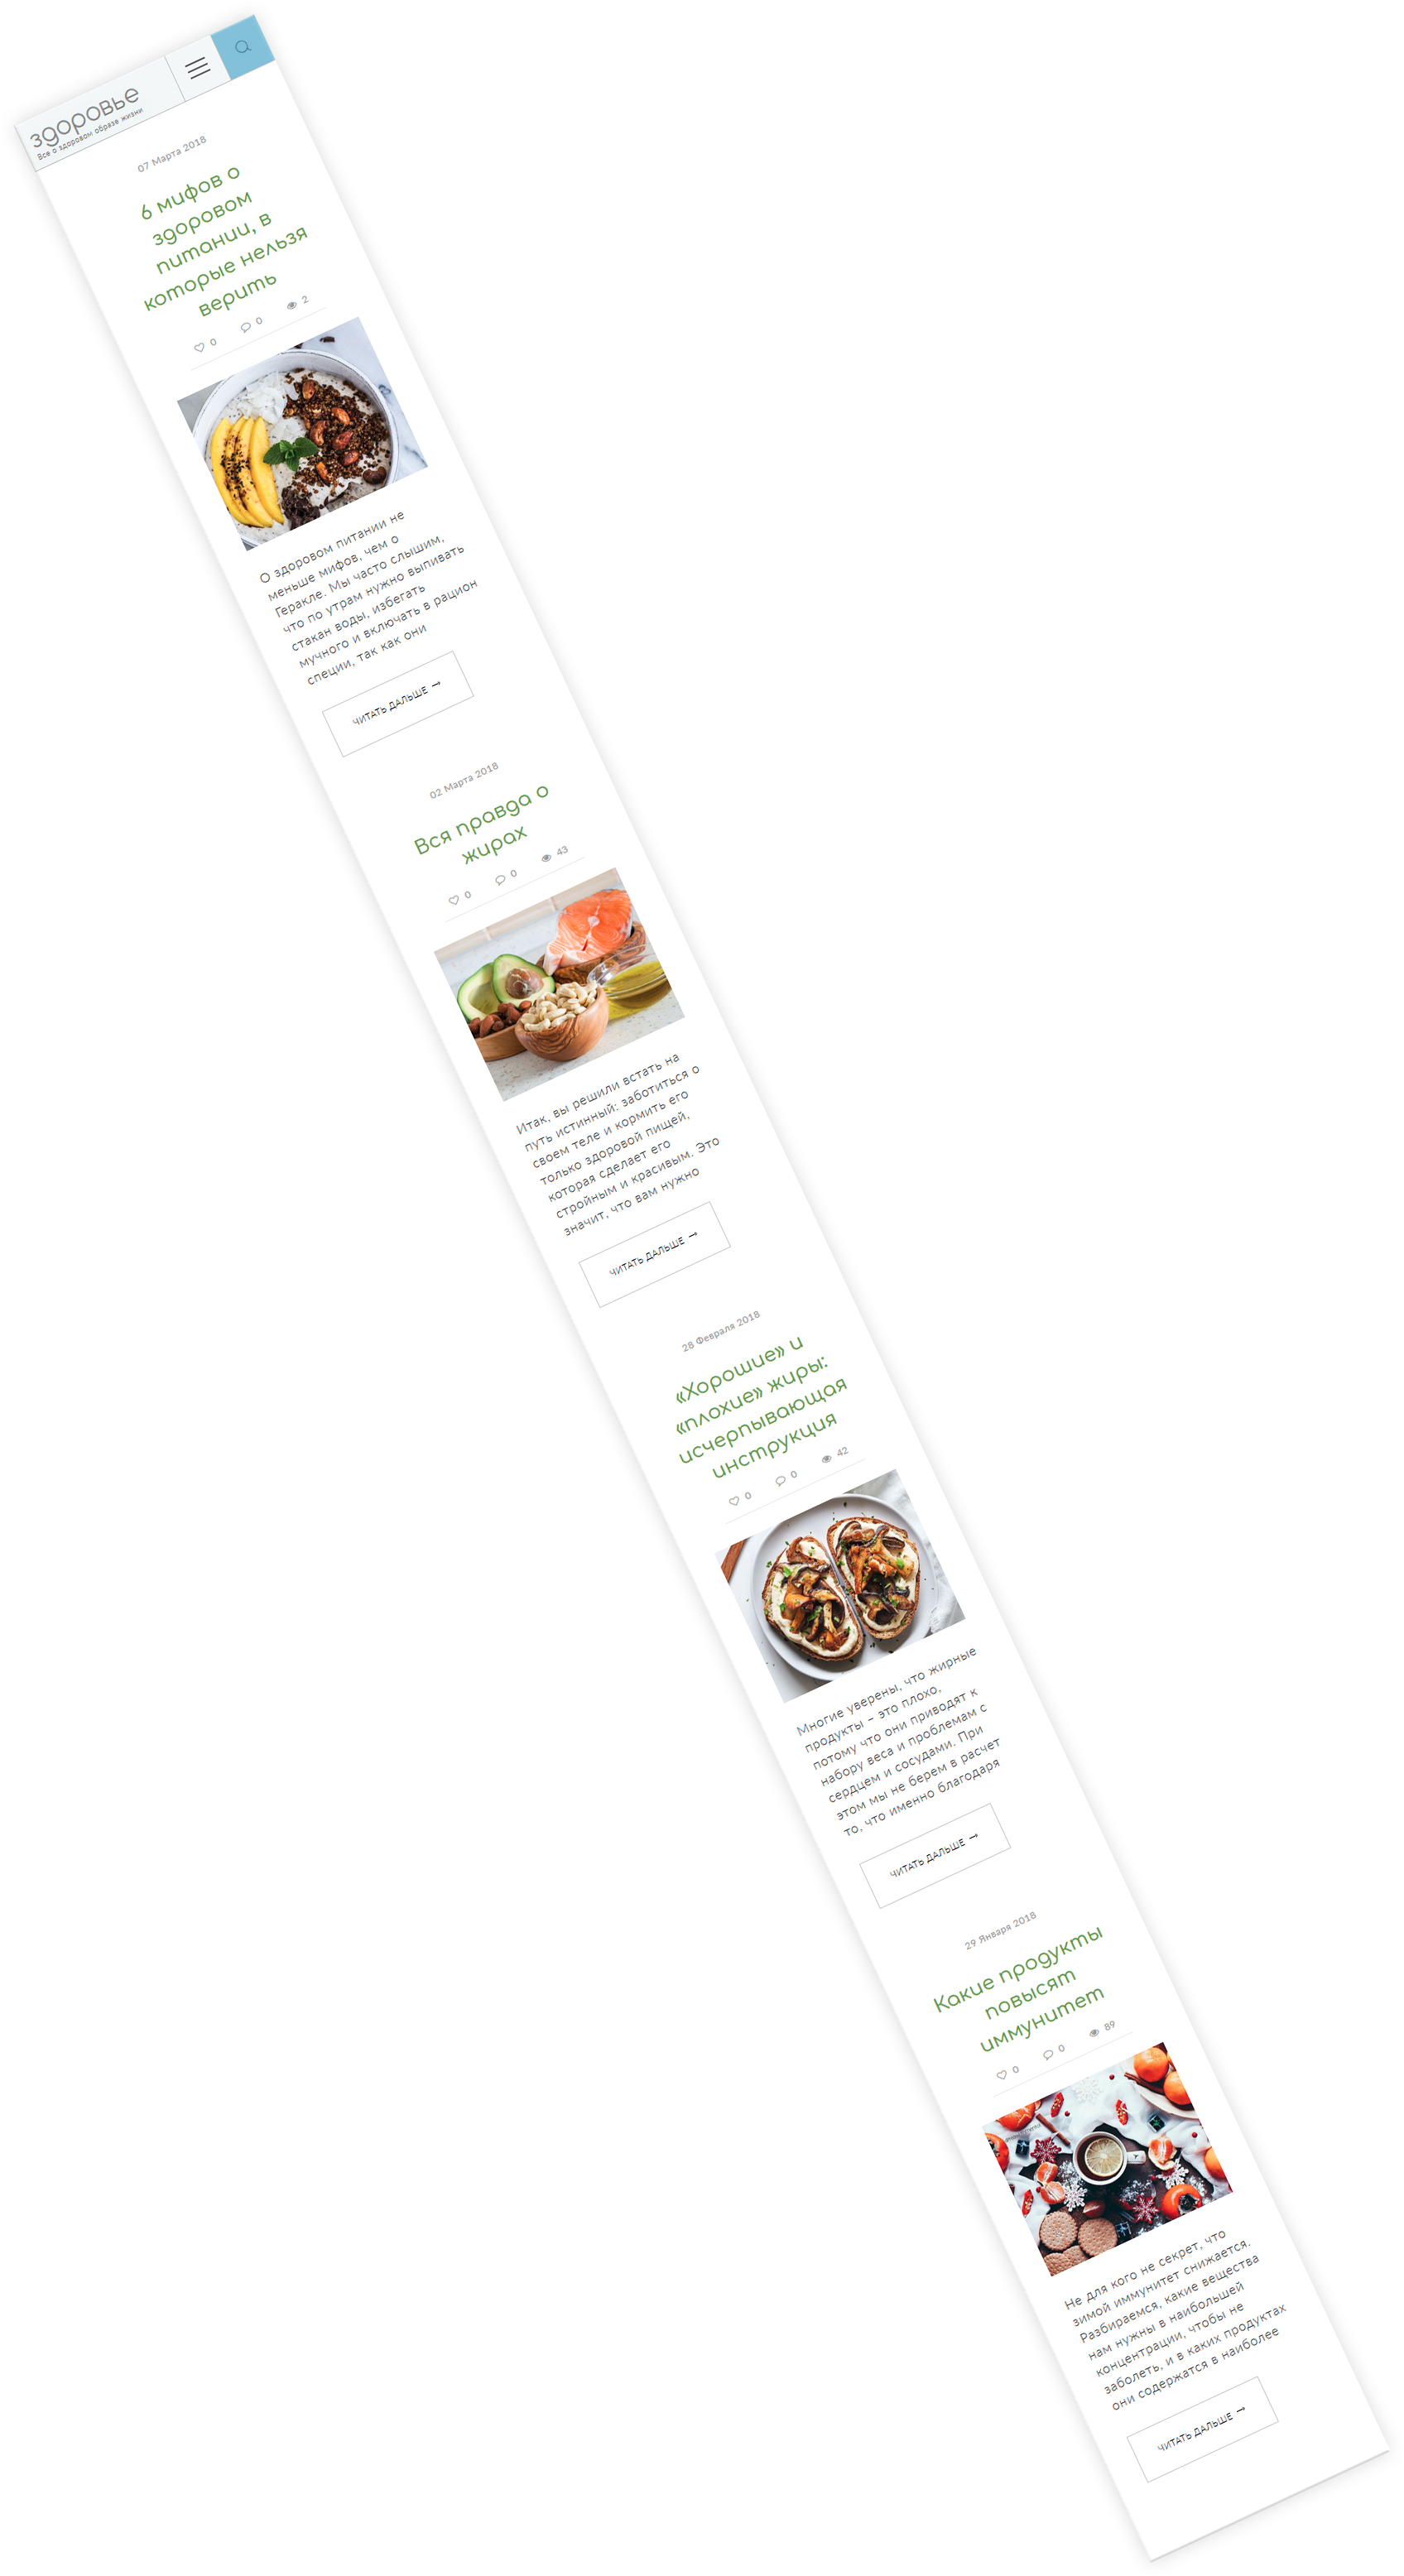 здоровье
Все о здоровом образе жизни
07 Марта 2018
6 мифов о
здоровом
питании, в
которые нельзя
верить
0 0 2
О здоровом питании не
меньше мифов, чем о
Геракле. Мы часто слышим,
что по утрам нужно выпивать
стакан воды, избегать
мучного и включать в рацион
специи, так как они
ЧИТАТЬ ДАЛЬШЕ →
02 Марта 2018
Вся правда о
жирах
0 0 43
Итак, вы решили встать на
путь истинный: заботиться о
своем теле и кормить его
только здоровой пищей,
которая сделает его
стройным и красивым. Это
значит, что вам нужно
ЧИТАТЬ ДАЛЬШЕ →
28 Февраля 2018
«Хорошие» и
«плохие» жиры:
исчерпывающая
инструкция
0 0 42
Многие уверены, что жирные
продукты – это плохо,
потому что они приводят к
набору веса и проблемам с
сердцем и сосудами. При
этом мы не берем в расчет
то, что именно благодаря
ЧИТАТЬ ДАЛЬШЕ →
29 Января 2018
Какие продукты
повысят
иммунитет
0 0 89
Не для кого не секрет, что
зимой иммунитет снижается.
Разбираемся, какие вещества
нам нужны в наибольшей
концентрации, чтобы не
заболеть, и в каких продуктах
они содержатся в наиболее
ЧИТАТЬ ДАЛЬШЕ →